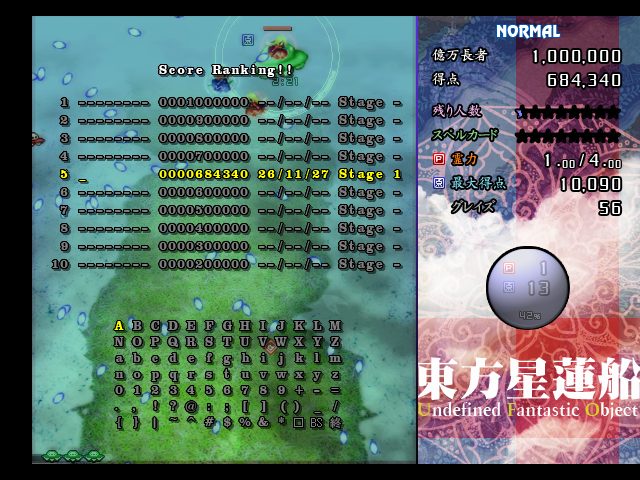 Score Ranking!!
2:21
1 -------- 0001000000 --/--/-- Stage -
2 -------- 0000900000 --/--/-- Stage -
3 -------- 0000800000 --/--/-- Stage -
4 -------- 0000700000 --/--/-- Stage -
5 _ 0000684340 26/11/27 Stage 1
6 -------- 0000600000 --/--/-- Stage -
7 -------- 0000500000 --/--/-- Stage -
8 -------- 0000400000 --/--/-- Stage -
9 -------- 0000300000 --/--/-- Stage -
10 -------- 0000200000 --/--/-- Stage -
A B C D E F G H I J K L M
N O P Q R S T U V W X Y Z
a b c d e f g h i j k l m
n o p q r s t u v w x y z
0 1 2 3 4 5 6 7 8 9 + - =
. , ! ? @ : ; [ ] ( ) _ /
{ } | ~ ^ # $ % & * □ BS 終
NORMAL
億万長者 1,000,000
得点 684,340
残り人数
スペルカード
P 霊力 1.00/4.00
点 最大得点 10,090
グレイズ 56
P 1
点 13
42%
東方星蓮船
Undefined Fantastic Object